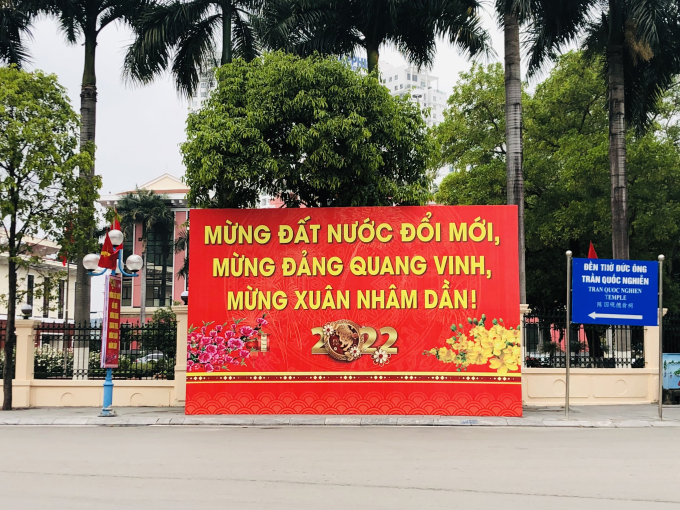 MỪNG ĐẤT NƯỚC ĐỔI MỚI,
MỪNG ĐẢNG QUANG VINH,
MỪNG XUÂN NHÂM DẦN!
2022
ĐỀN THỜ ĐỨC ÔNG
TRẦN QUỐC NGHIỄN
TRAN QUOC NGHIEN
TEMPLE